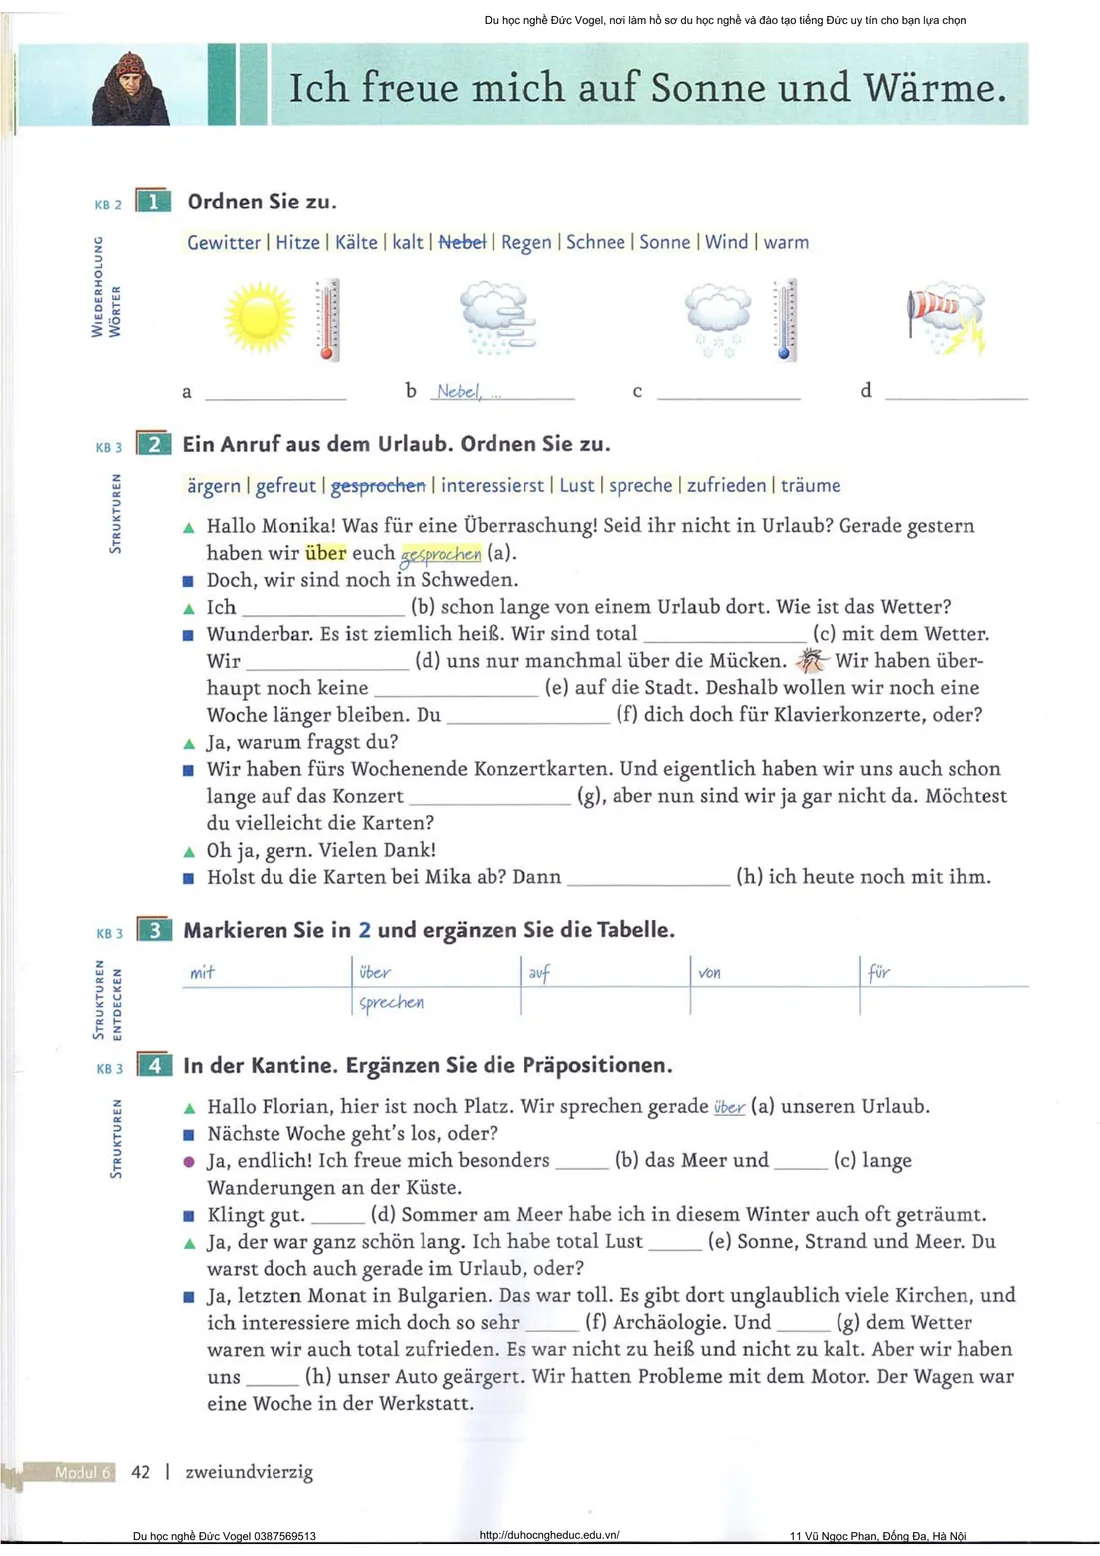 Du học nghề Đức Vogel, nơi làm hồ sơ du học nghề và đào tạo tiếng Đức uy tín cho bạn lựa chọn
Ich freue mich auf Sonne und Wärme.
KB 2 1 Ordnen Sie zu.
WIEDERHOLUNG
WÖRTER
Gewitter | Hitze | Kälte | kalt | Nebel | Regen | Schnee | Sonne | Wind | warm
a ____________ b Nebel, ... c ____________ d ____________
KB 3 2 Ein Anruf aus dem Urlaub. Ordnen Sie zu.
STRUKTUREN
ärgern | gefreut | gesprochen | interessierst | Lust | spreche | zufrieden | träume
▲ Hallo Monika! Was für eine Überraschung! Seid ihr nicht in Urlaub? Gerade gestern
haben wir über euch gesprochen (a).
■ Doch, wir sind noch in Schweden.
▲ Ich ____________ (b) schon lange von einem Urlaub dort. Wie ist das Wetter?
■ Wunderbar. Es ist ziemlich heiß. Wir sind total ____________ (c) mit dem Wetter.
Wir ____________ (d) uns nur manchmal über die Mücken. Wir haben über-
haupt noch keine ____________ (e) auf die Stadt. Deshalb wollen wir noch eine
Woche länger bleiben. Du ____________ (f) dich doch für Klavierkonzerte, oder?
▲ Ja, warum fragst du?
■ Wir haben fürs Wochenende Konzertkarten. Und eigentlich haben wir uns auch schon
lange auf das Konzert ____________ (g), aber nun sind wir ja gar nicht da. Möchtest
du vielleicht die Karten?
▲ Oh ja, gern. Vielen Dank!
■ Holst du die Karten bei Mika ab? Dann ____________ (h) ich heute noch mit ihm.
KB 3 3 Markieren Sie in 2 und ergänzen Sie die Tabelle.
STRUKTUREN
ENTDECKEN
mit | über | auf | von | für
sprechen
KB 3 4 In der Kantine. Ergänzen Sie die Präpositionen.
STRUKTUREN
▲ Hallo Florian, hier ist noch Platz. Wir sprechen gerade über (a) unseren Urlaub.
■ Nächste Woche geht's los, oder?
● Ja, endlich! Ich freue mich besonders ____ (b) das Meer und ____ (c) lange
Wanderungen an der Küste.
■ Klingt gut. ____ (d) Sommer am Meer habe ich in diesem Winter auch oft geträumt.
▲ Ja, der war ganz schön lang. Ich habe total Lust ____ (e) Sonne, Strand und Meer. Du
warst doch auch gerade im Urlaub, oder?
■ Ja, letzten Monat in Bulgarien. Das war toll. Es gibt dort unglaublich viele Kirchen, und
ich interessiere mich doch so sehr ____ (f) Archäologie. Und ____ (g) dem Wetter
waren wir auch total zufrieden. Es war nicht zu heiß und nicht zu kalt. Aber wir haben
uns ____ (h) unser Auto geärgert. Wir hatten Probleme mit dem Motor. Der Wagen war
eine Woche in der Werkstatt.
Modul 6 42 | zweiundvierzig
Du học nghề Đức Vogel 0387569513 http://duhocngheduc.edu.vn/ 11 Vũ Ngọc Phan, Đống Đa, Hà Nội